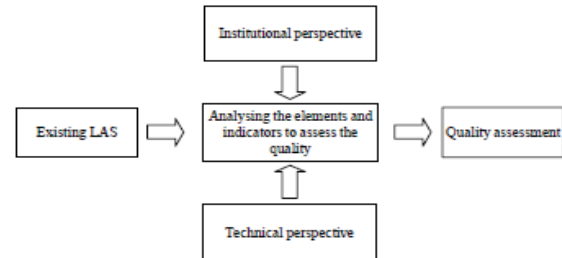 Institutional perspective
Existing LAS
Analysing the elements and
indicators to assess the
quality
Quality assessment
Technical perspective